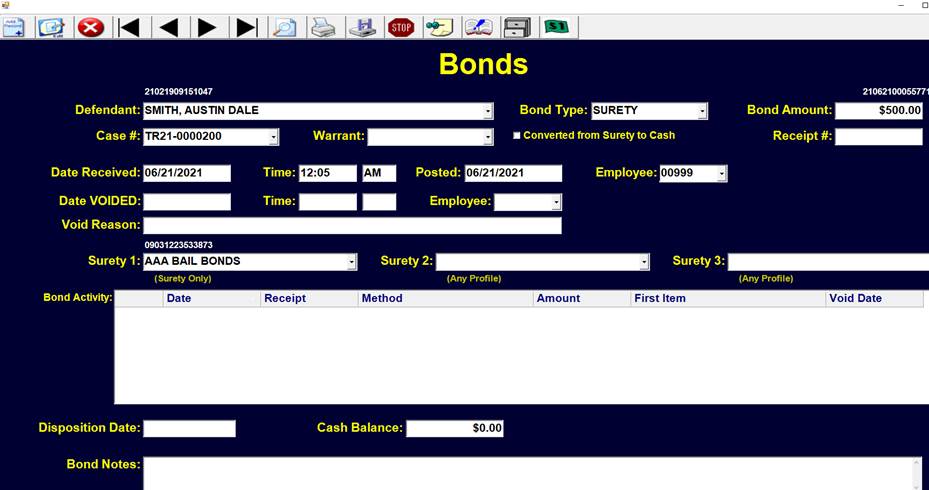 STOP
$1
Bonds
21021909151047
21062100055771
Defendant: SMITH, AUSTIN DALE Bond Type: SURETY Bond Amount: $500.00
Case #: TR21-0000200 Warrant: Converted from Surety to Cash Receipt #:
Date Received: 06/21/2021 Time: 12:05 AM Posted: 06/21/2021 Employee: 00999
Date VOIDED: Time: Employee:
Void Reason:
09031223533873
Surety 1: AAA BAIL BONDS Surety 2: Surety 3:
(Surety Only) (Any Profile) (Any Profile)
Bond Activity: Date Receipt Method Amount First Item Void Date
Disposition Date: Cash Balance: $0.00
Bond Notes: